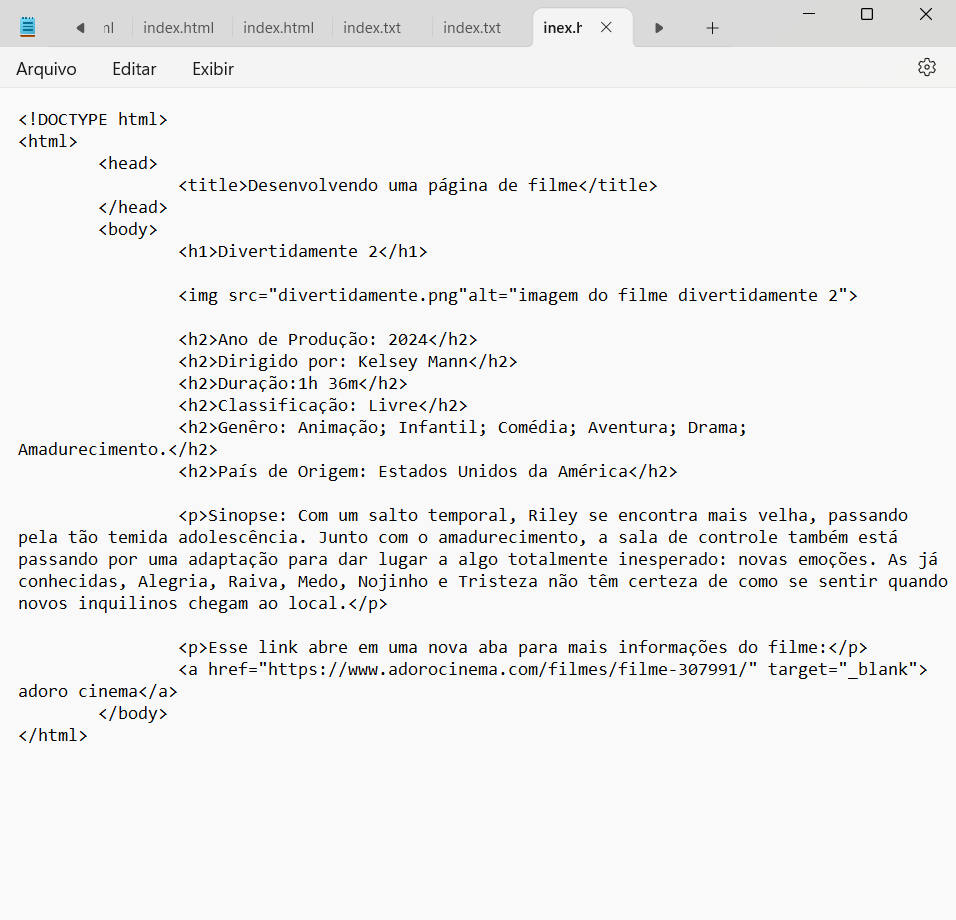 nl index.html index.html index.txt index.txt inex.h
Arquivo Editar Exibir
<!DOCTYPE html>
<html>
<head>
<title>Desenvolvendo uma página de filme</title>
</head>
<body>
<h1>Divertidamente 2</h1>
<img src="divertidamente.png"alt="imagem do filme divertidamente 2">
<h2>Ano de Produção: 2024</h2>
<h2>Dirigido por: Kelsey Mann</h2>
<h2>Duração:1h 36m</h2>
<h2>Classificação: Livre</h2>
<h2>Genêro: Animação; Infantil; Comédia; Aventura; Drama;
Amadurecimento.</h2>
<h2>País de Origem: Estados Unidos da América</h2>
<p>Sinopse: Com um salto temporal, Riley se encontra mais velha, passando
pela tão temida adolescência. Junto com o amadurecimento, a sala de controle também está
passando por uma adaptação para dar lugar a algo totalmente inesperado: novas emoções. As já
conhecidas, Alegria, Raiva, Medo, Nojinho e Tristeza não têm certeza de como se sentir quando
novos inquilinos chegam ao local.</p>
<p>Esse link abre em uma nova aba para mais informações do filme:</p>
<a href="https://www.adorocinema.com/filmes/filme-307991/" target="_blank">
adoro cinema</a>
</body>
</html>